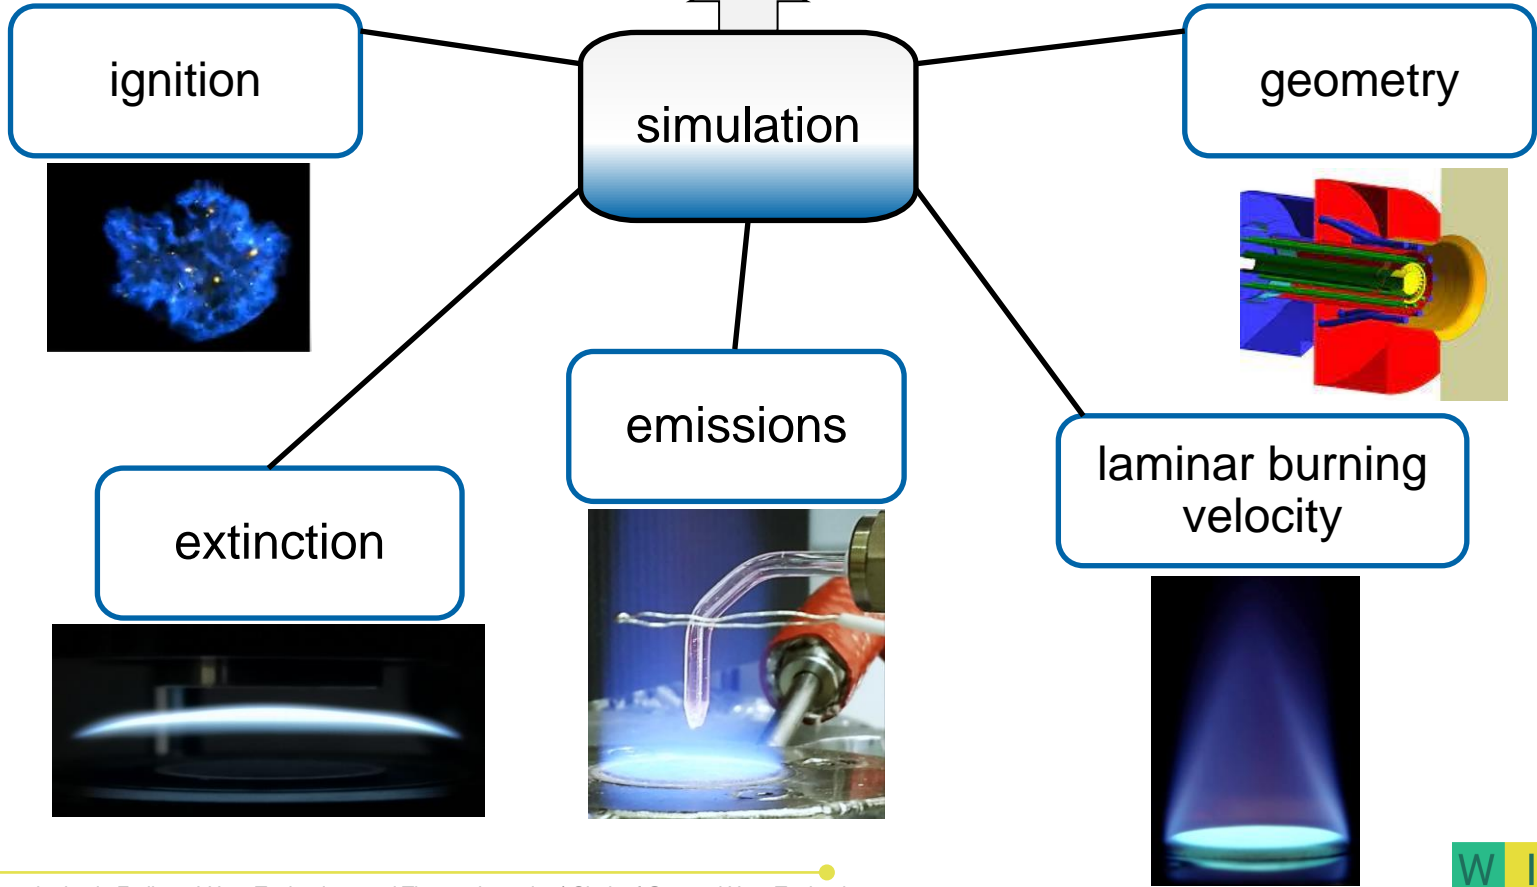 ignition
simulation
geometry
emissions
laminar burning
velocity
extinction
W I